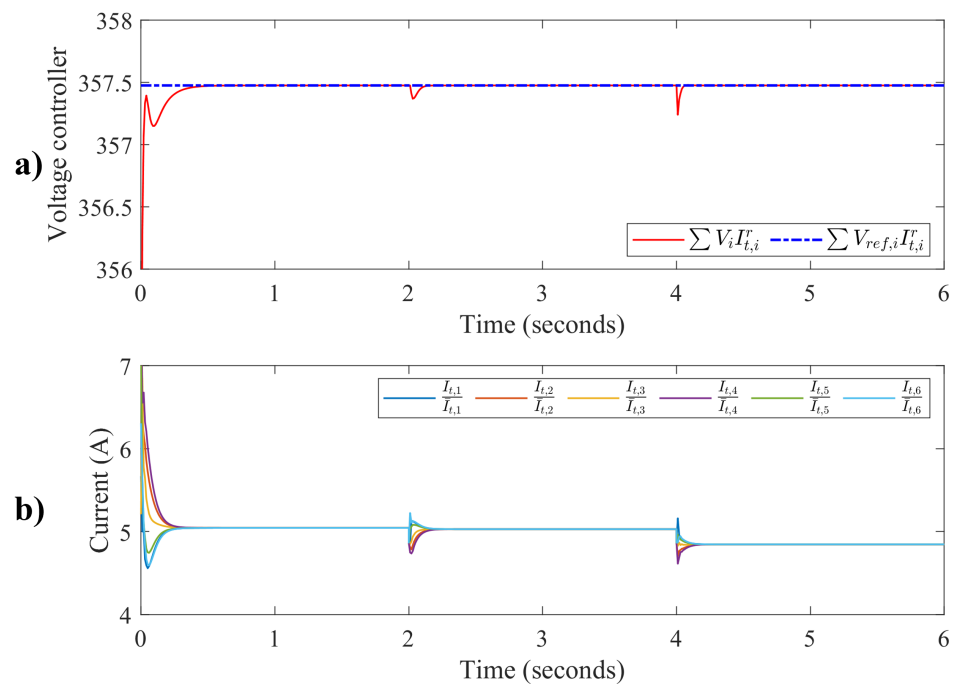 a)
Voltage controller
358
357.5
357
356.5
356
∑ V_i I^r_{t,i} ∑ V_{ref,i} I^r_{t,i}
0 1 2 3 4 5 6
Time (seconds)
b)
Current (A)
7
6
5
4
I_{t,1} I_{t,2} I_{t,3} I_{t,4} I_{t,5} I_{t,6}
Ī_{t,1} Ī_{t,2} Ī_{t,3} Ī_{t,4} Ī_{t,5} Ī_{t,6}
0 1 2 3 4 5 6
Time (seconds)